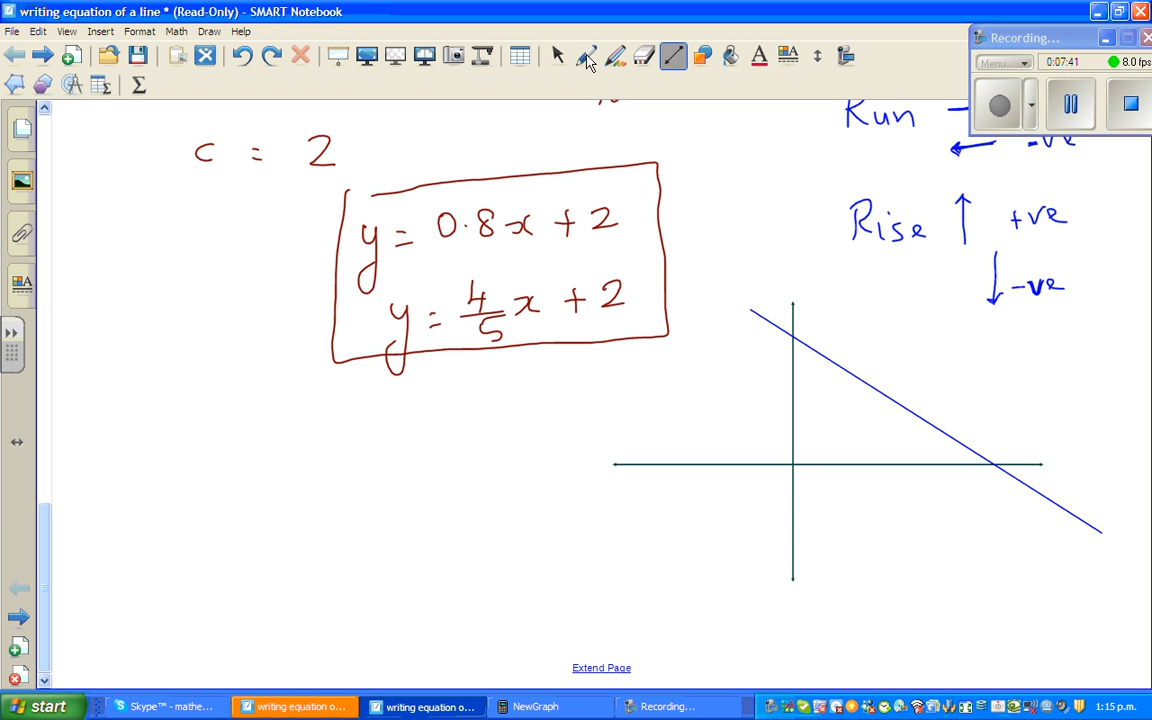 writing equation of a line * (Read-Only) - SMART Notebook
File Edit View Insert Format Math Draw Help
Recording...
Menu 0:07:41 8.0 fps
Run
-ve
c = 2
y = 0.8x + 2
y = 4/5 x + 2
Rise ↑ +ve
↓ -ve
Extend Page
start Skype™ - mathe... writing equation o... writing equation o... NewGraph Recording... 1:15 p.m.